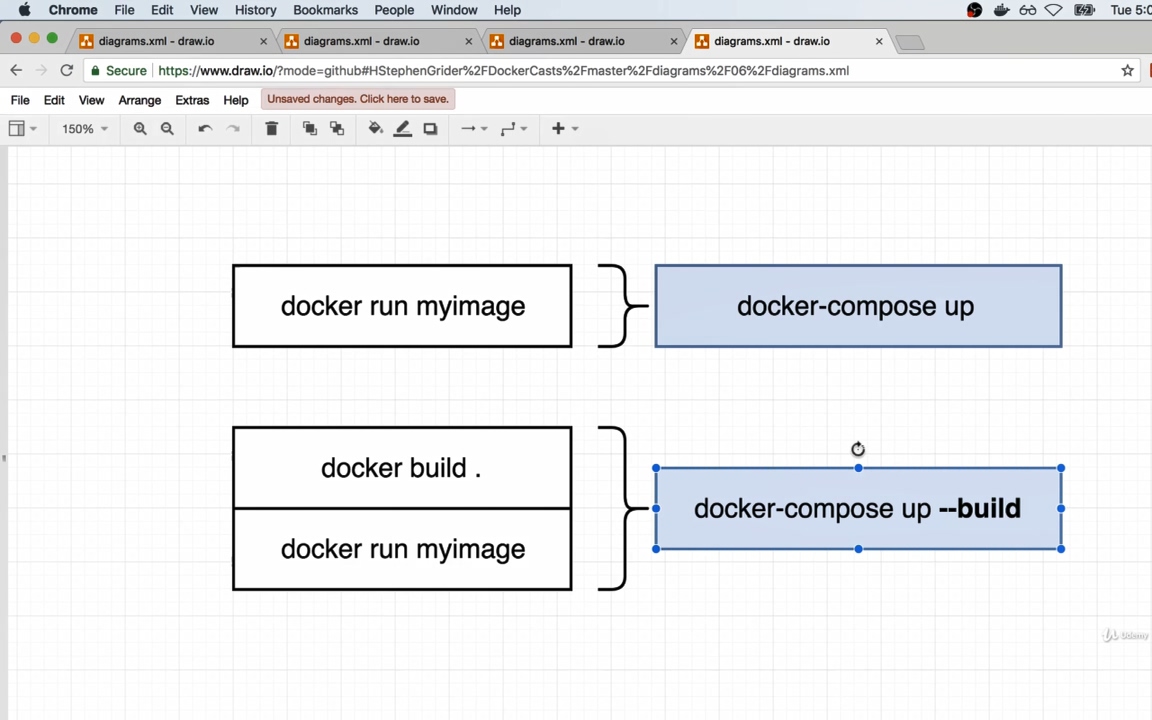 Chrome File Edit View History Bookmarks People Window Help Tue 5:0
diagrams.xml - draw.io diagrams.xml - draw.io diagrams.xml - draw.io diagrams.xml - draw.io
Secure https://www.draw.io/?mode=github#HStephenGrider%2FDockerCasts%2Fmaster%2Fdiagrams%2F06%2Fdiagrams.xml
File Edit View Arrange Extras Help Unsaved changes. Click here to save.
150%
docker run myimage docker-compose up
docker build .
docker-compose up --build
docker run myimage
Udemy